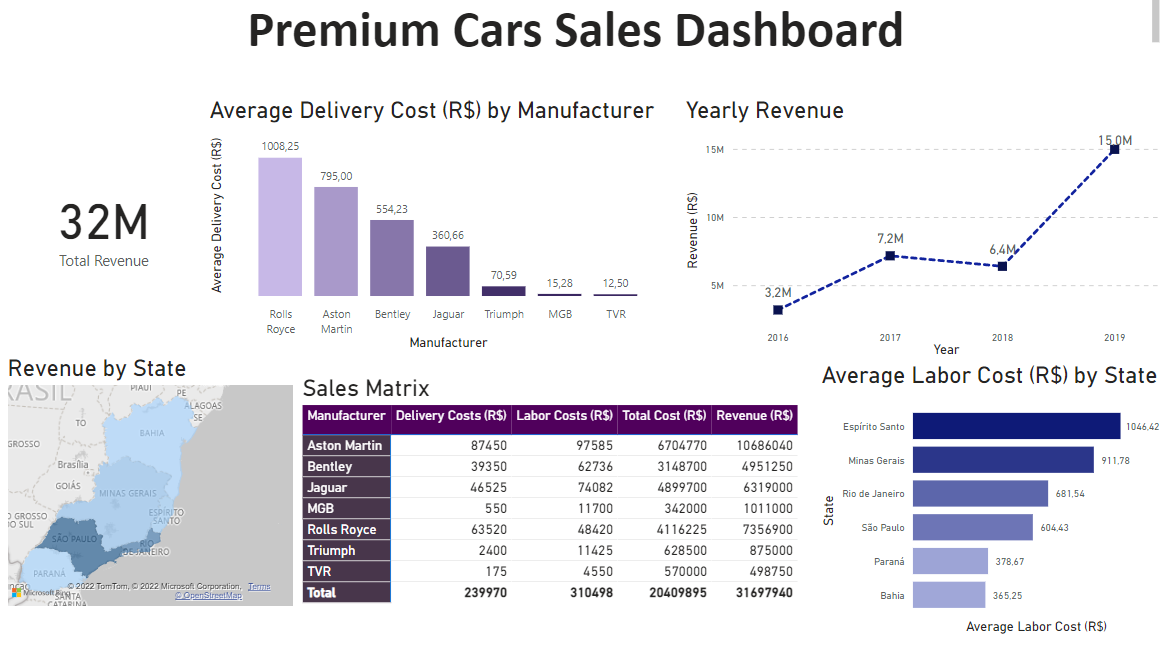 Premium Cars Sales Dashboard
32M
Total Revenue
Average Delivery Cost (R$) by Manufacturer
Average Delivery Cost (R$)
1008,25
795,00
554,23
360,66
70,59
15,28
12,50
Rolls Royce
Aston Martin
Bentley
Jaguar
Triumph
MGB
TVR
Manufacturer
Yearly Revenue
Revenue (R$)
15M
10M
5M
3,2M
7,2M
6,4M
15,0M
2016
2017
2018
2019
Year
Revenue by State
PIAUÍ
PE
ALAGOAS
SE
TO
BAHIA
GROSSO
Brasília
GOIÁS
MINAS GERAIS
ESPÍRITO SANTO
O GROSSO
DO SUL
SÃO PAULO
RIO DE JANEIRO
PARANÁ
© 2022 TomTom, © 2022 Microsoft Corporation, Terms
© OpenStreetMap
Microsoft Bing
SANTA
CATARINA
Sales Matrix
Manufacturer Delivery Costs (R$) Labor Costs (R$) Total Cost (R$) Revenue (R$)
Aston Martin 87450 97585 6704770 10686040
Bentley 39350 62736 3148700 4951250
Jaguar 46525 74082 4899700 6319000
MGB 550 11700 342000 1011000
Rolls Royce 63520 48420 4116225 7356900
Triumph 2400 11425 628500 875000
TVR 175 4550 570000 498750
Total 239970 310498 20409895 31697940
Average Labor Cost (R$) by State
State
Espírito Santo 1046,42
Minas Gerais 911,78
Rio de Janeiro 681,54
São Paulo 604,43
Paraná 378,67
Bahia 365,25
Average Labor Cost (R$)